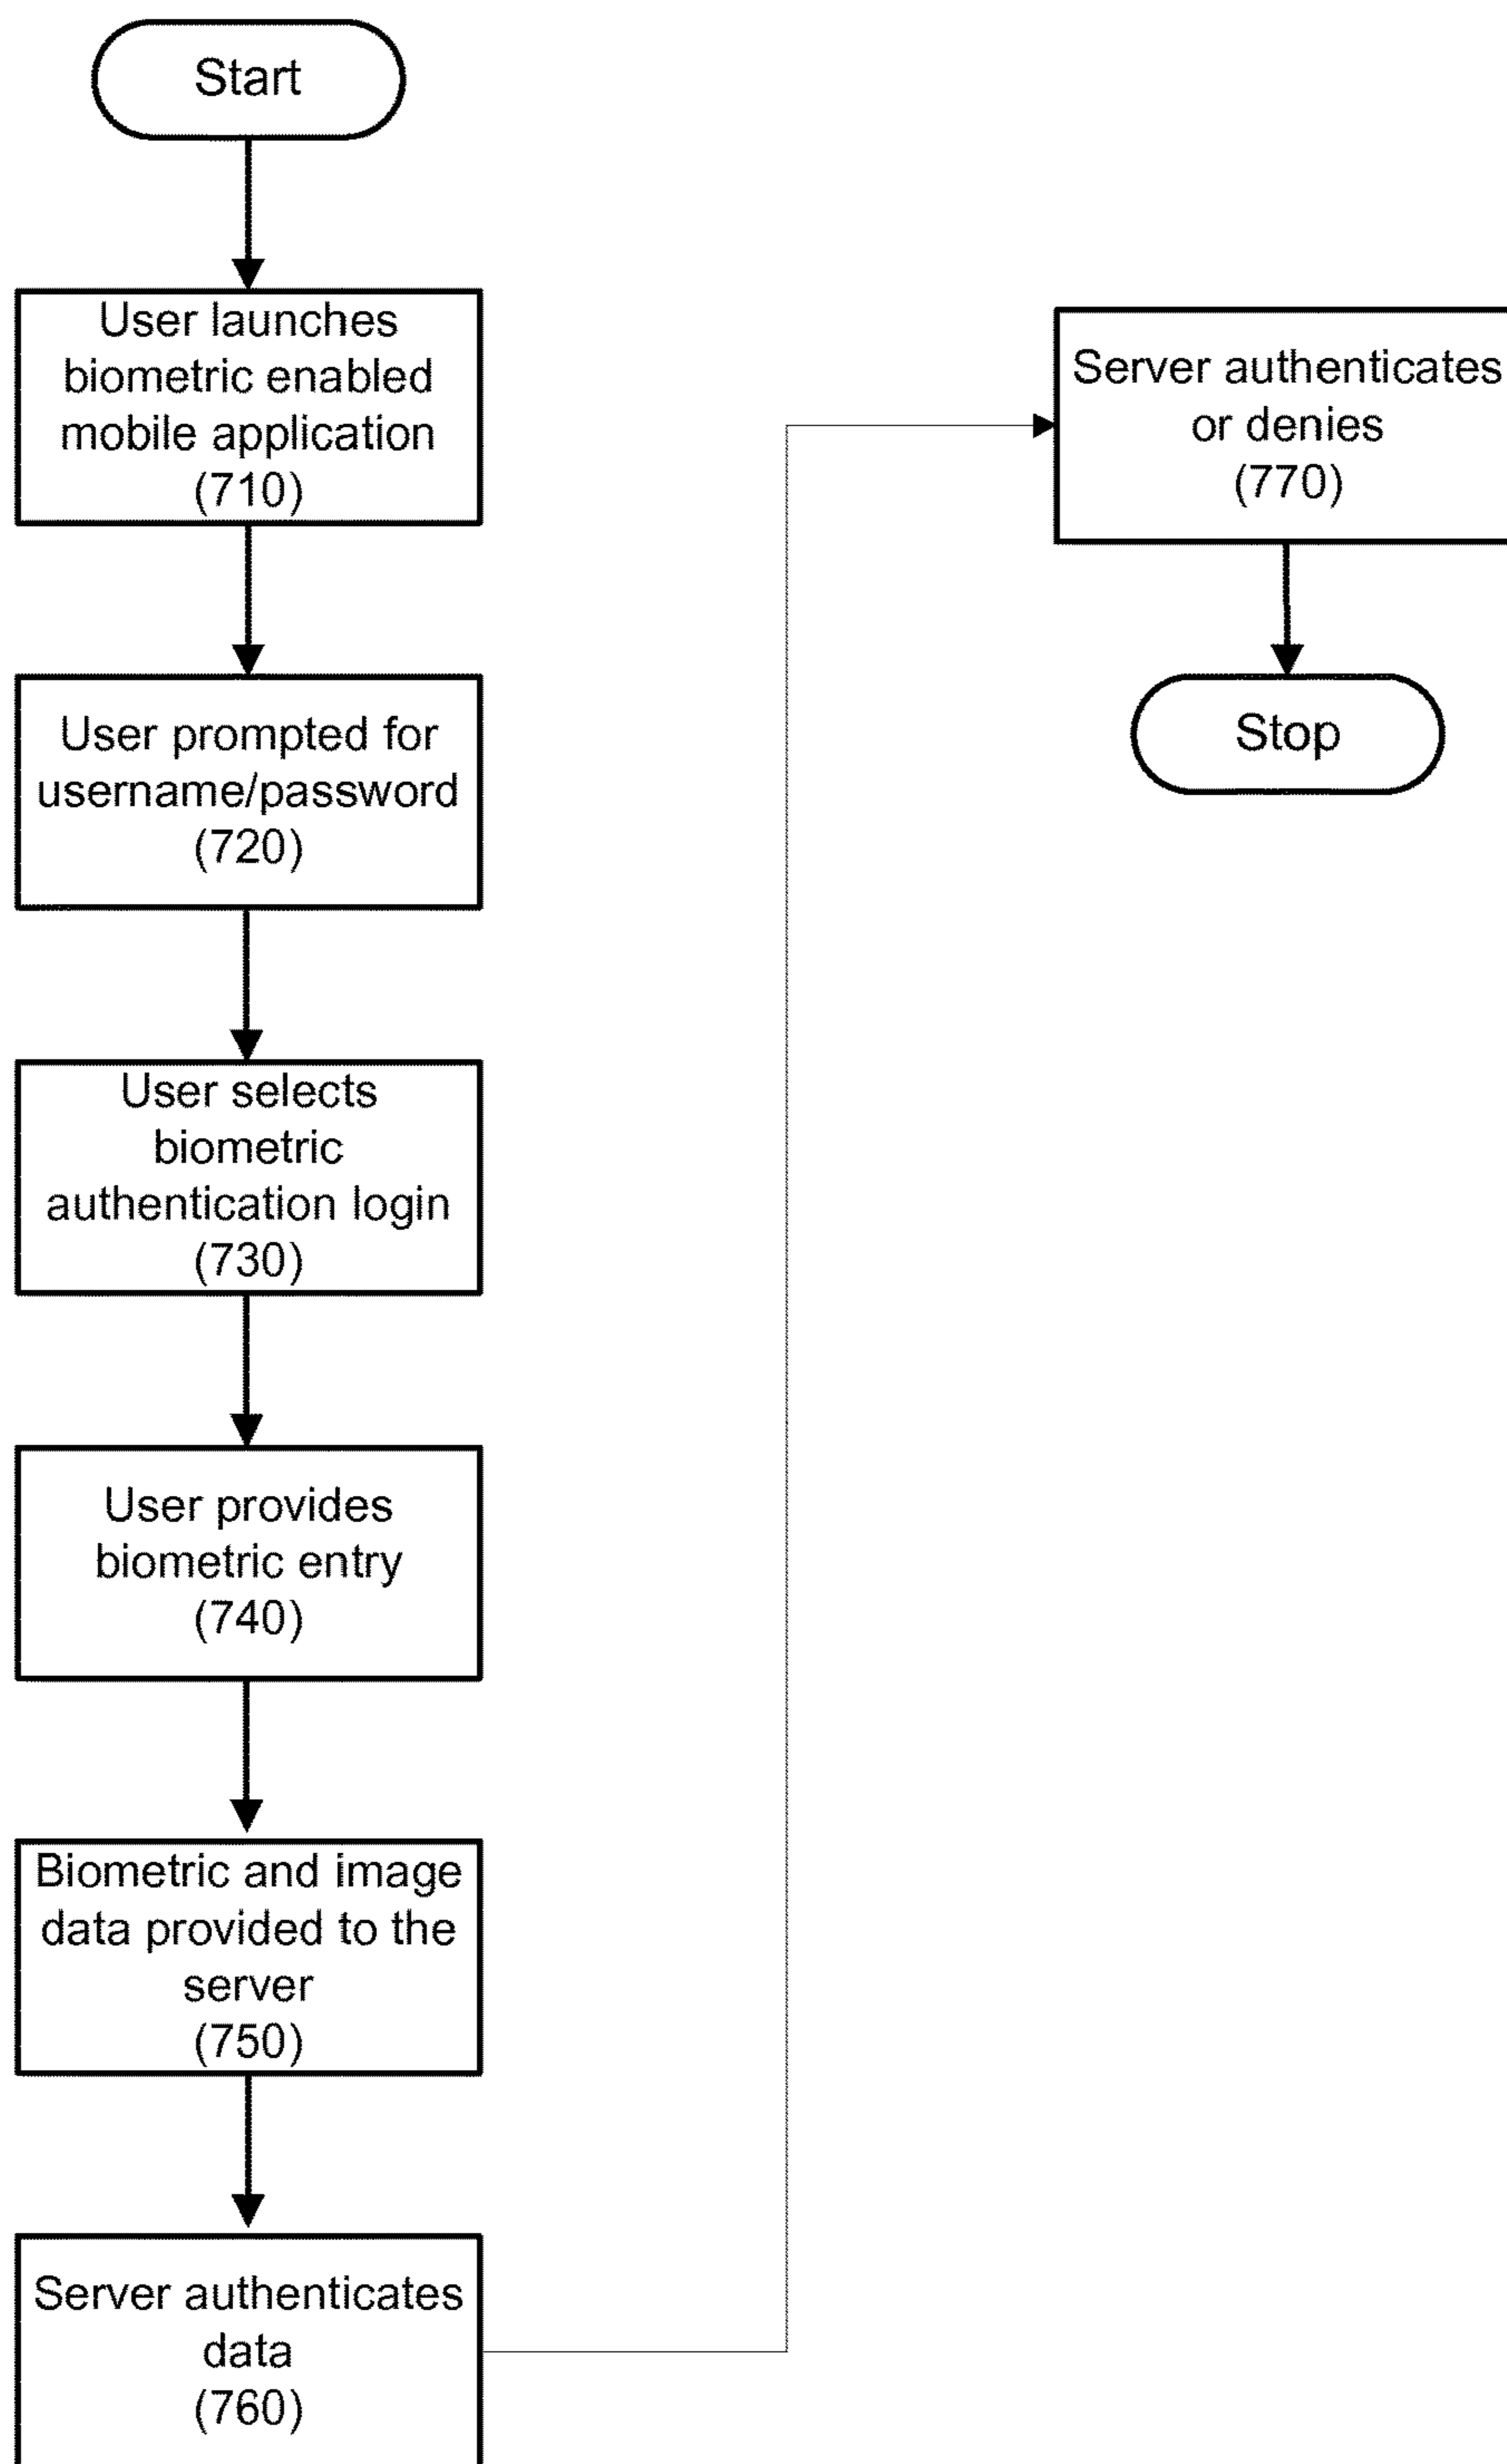 Start
User launches
biometric enabled
mobile application
(710)
User prompted for
username/password
(720)
User selects
biometric
authentication login
(730)
User provides
biometric entry
(740)
Biometric and image
data provided to the
server
(750)
Server authenticates
data
(760)
Server authenticates
or denies
(770)
Stop